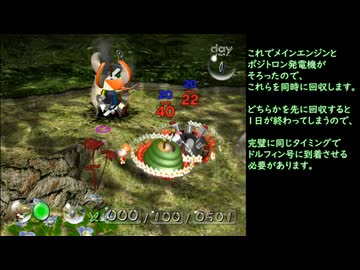 day
20
40
20
22
000/100/0501
これでメインエンジンと
ポジトロン発電機が
そろったので、
これらを同時に回収します。
どちらかを先に回収すると
１日が終わってしまうので、
完璧に同じタイミングで
ドルフィン号に到着させる
必要があります。